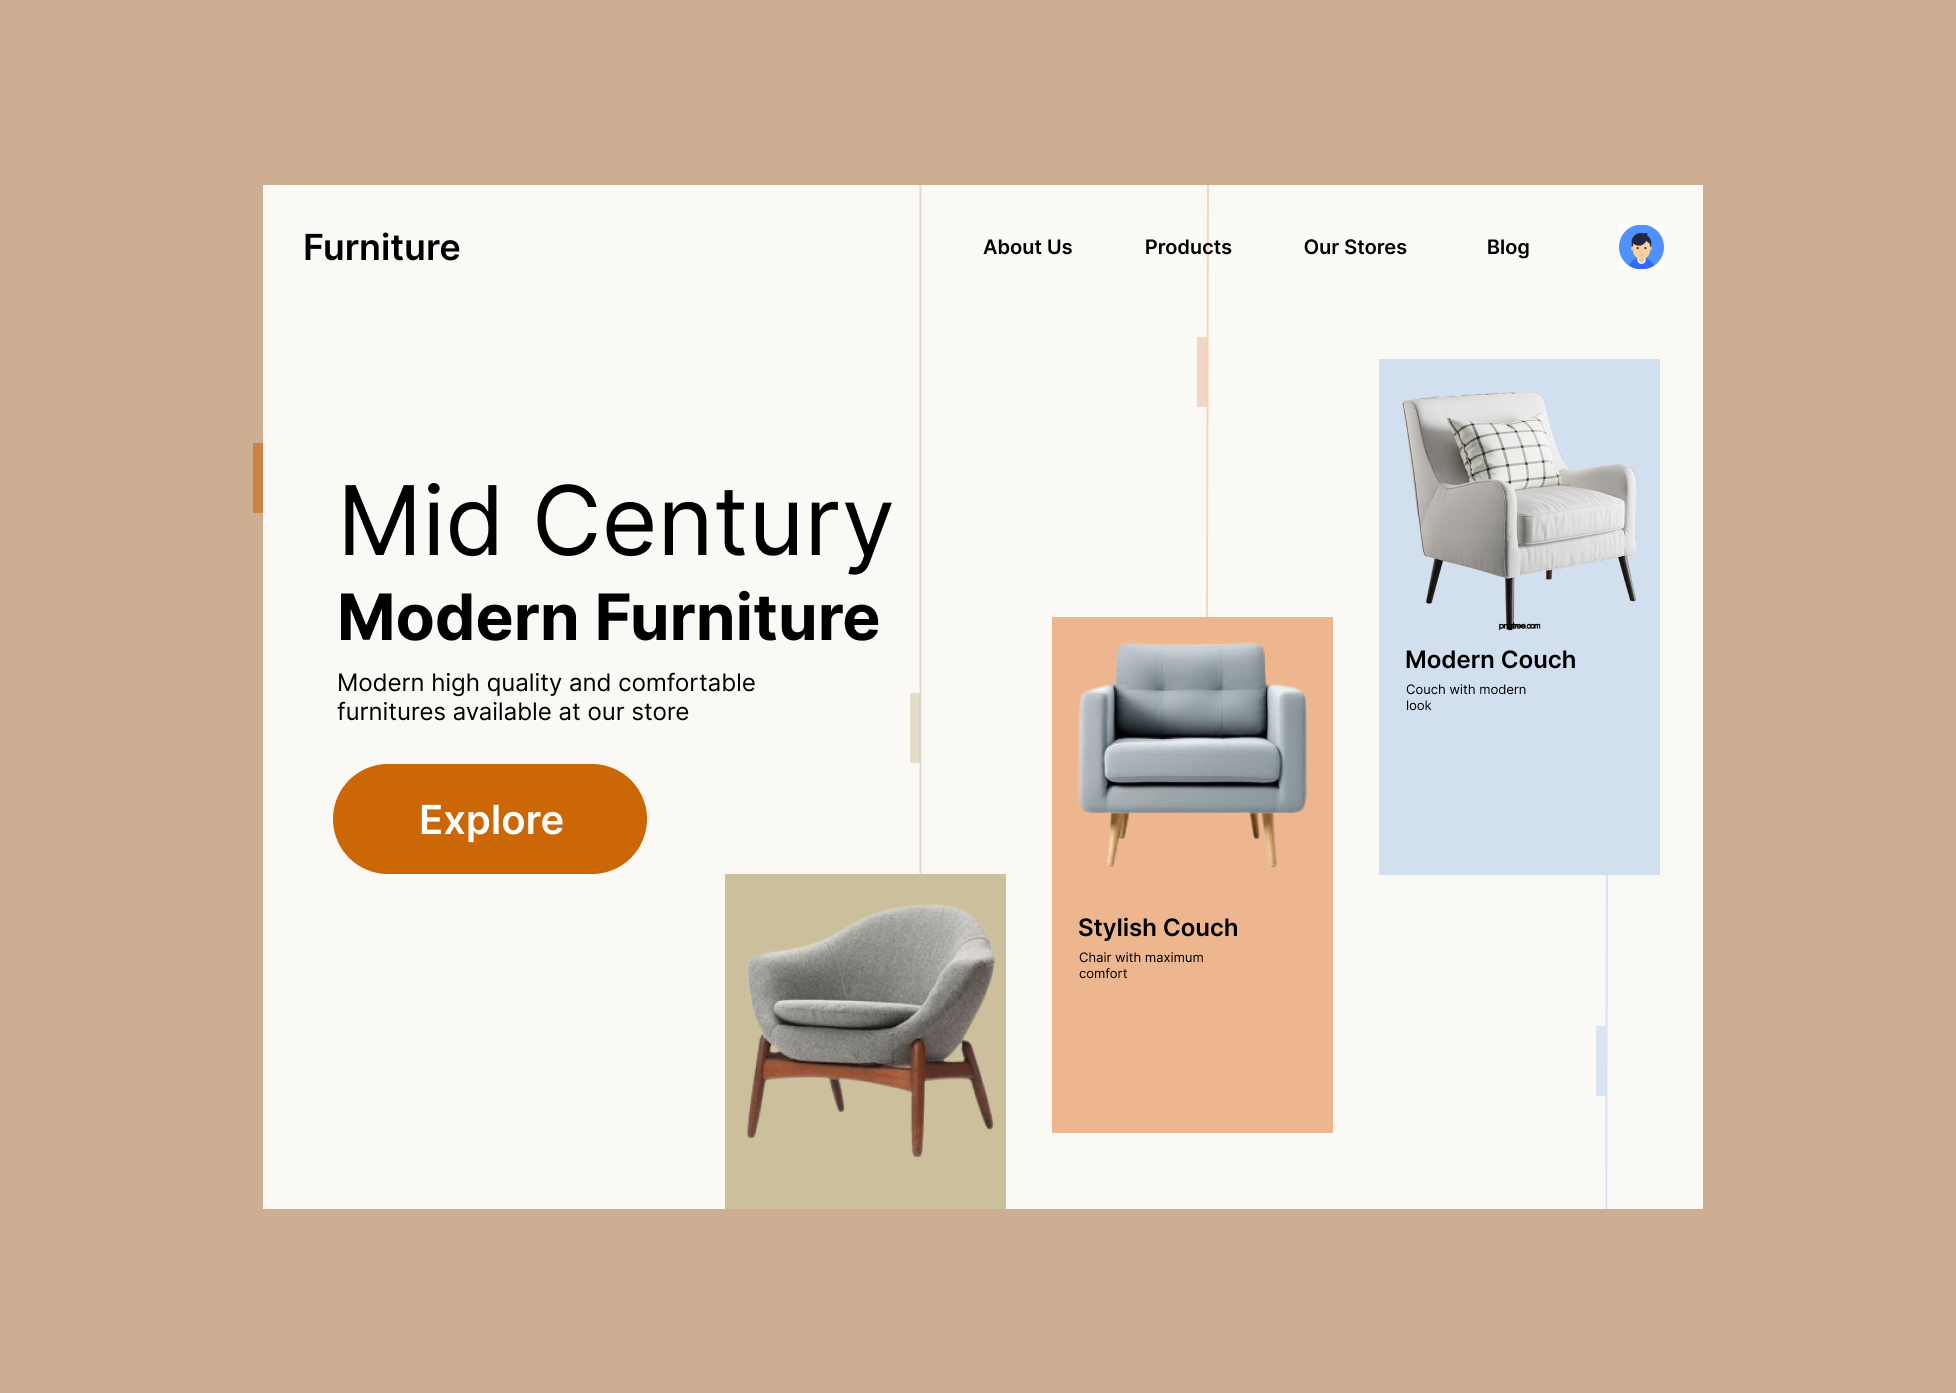 Furniture
About Us
Products
Our Stores
Blog
Mid Century
Modern Furniture
Modern high quality and comfortable
furnitures available at our store
Explore
pngtree.com
Modern Couch
Couch with modern
look
Stylish Couch
Chair with maximum
comfort